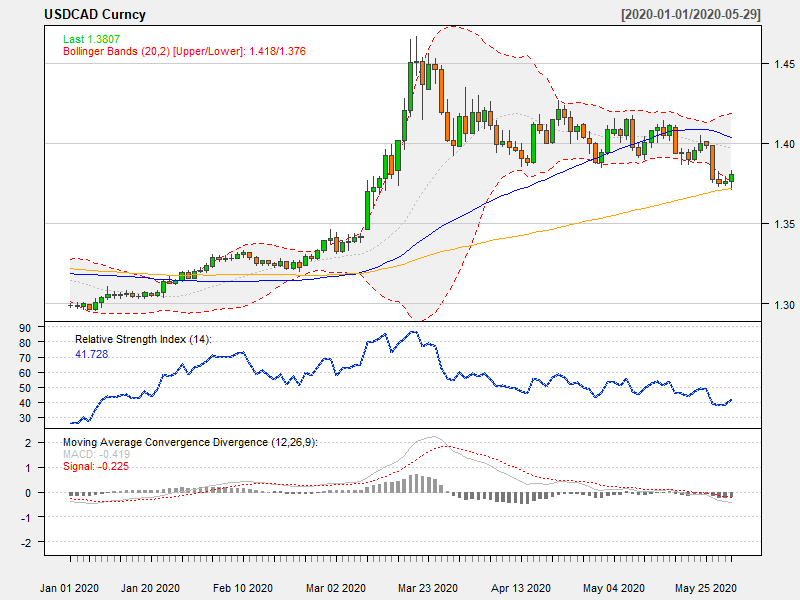 USDCAD Curncy [2020-01-01/2020-05-29]
Last 1.3807
Bollinger Bands (20,2) [Upper/Lower]: 1.418/1.376
1.45
1.40
1.35
1.30
Relative Strength Index (14):
41.728
90
80
70
60
50
40
30
Moving Average Convergence Divergence (12,26,9):
MACD: -0.419
Signal: -0.225
2
1
0
-1
-2
Jan 01 2020 Jan 20 2020 Feb 10 2020 Mar 02 2020 Mar 23 2020 Apr 13 2020 May 04 2020 May 25 2020